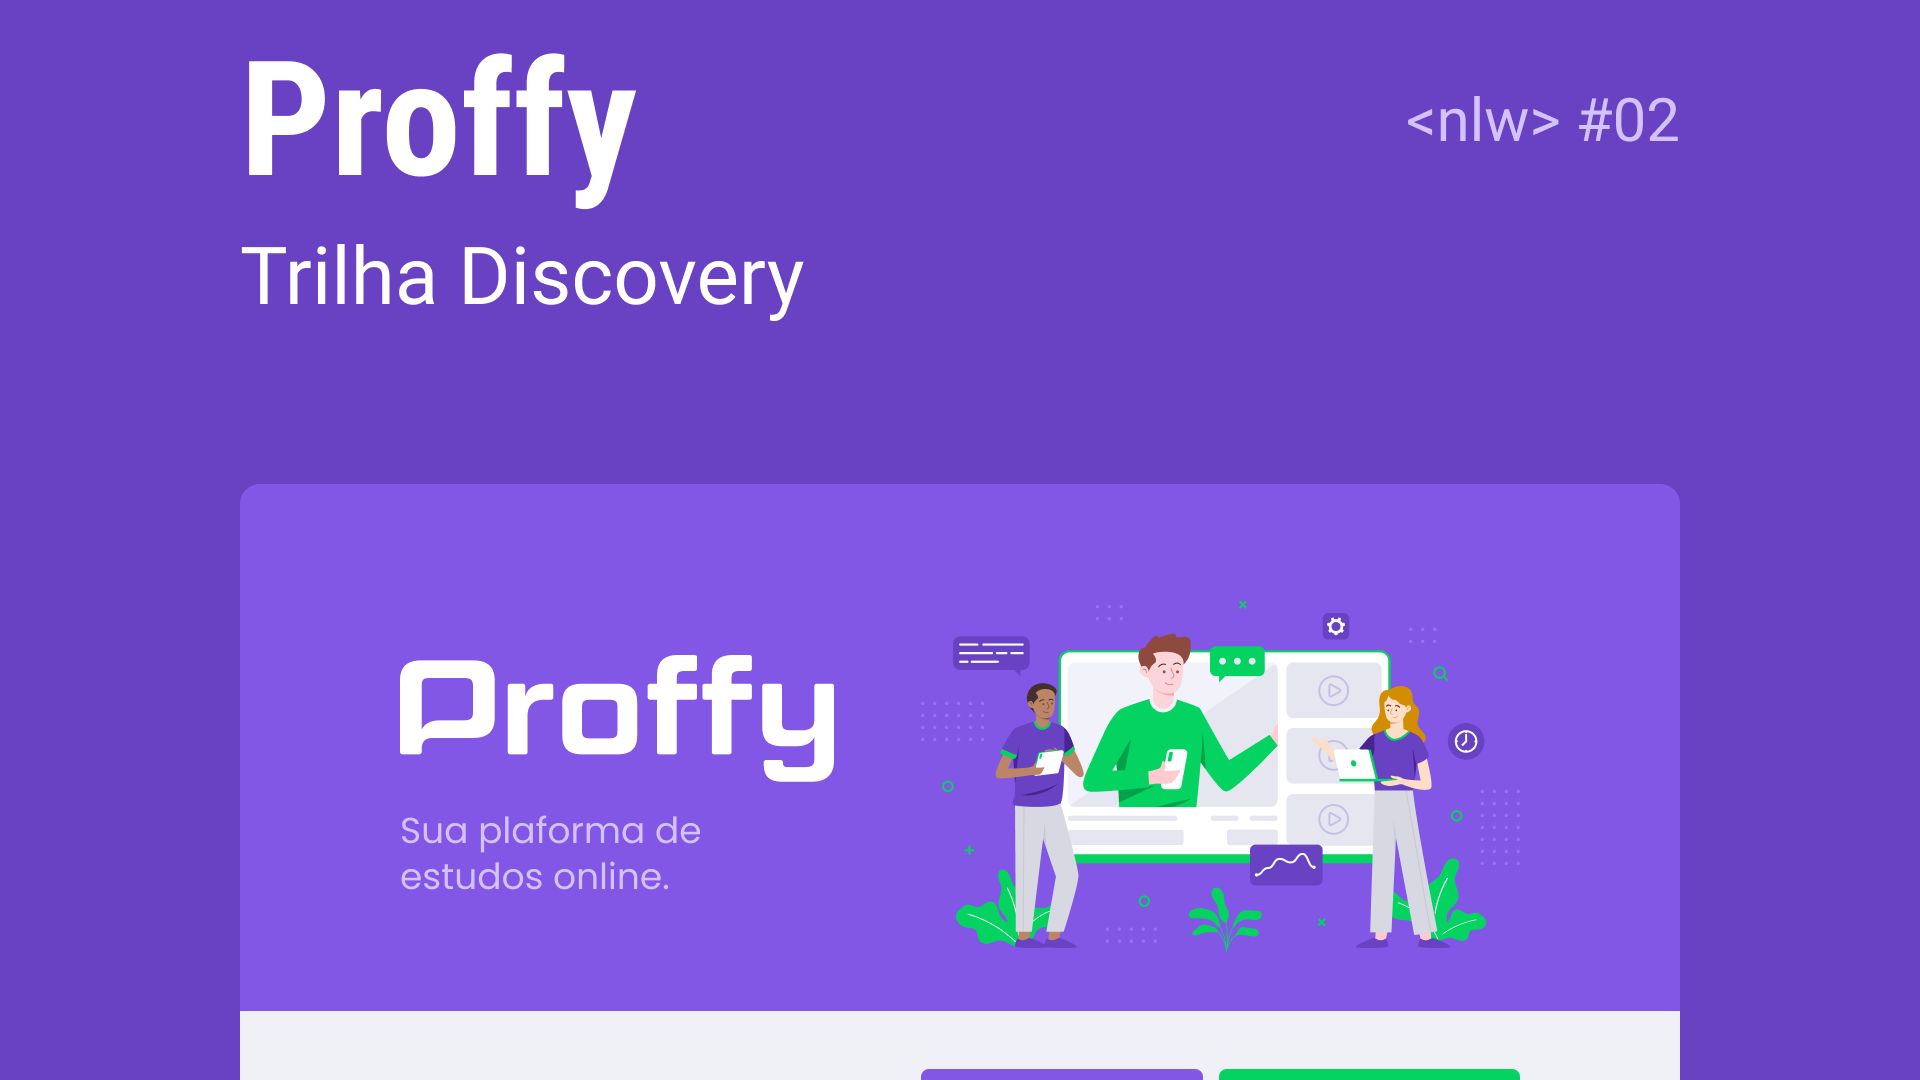 Proffy
<nlw> #02
Trilha Discovery
Proffy
Sua plaforma de
estudos online.